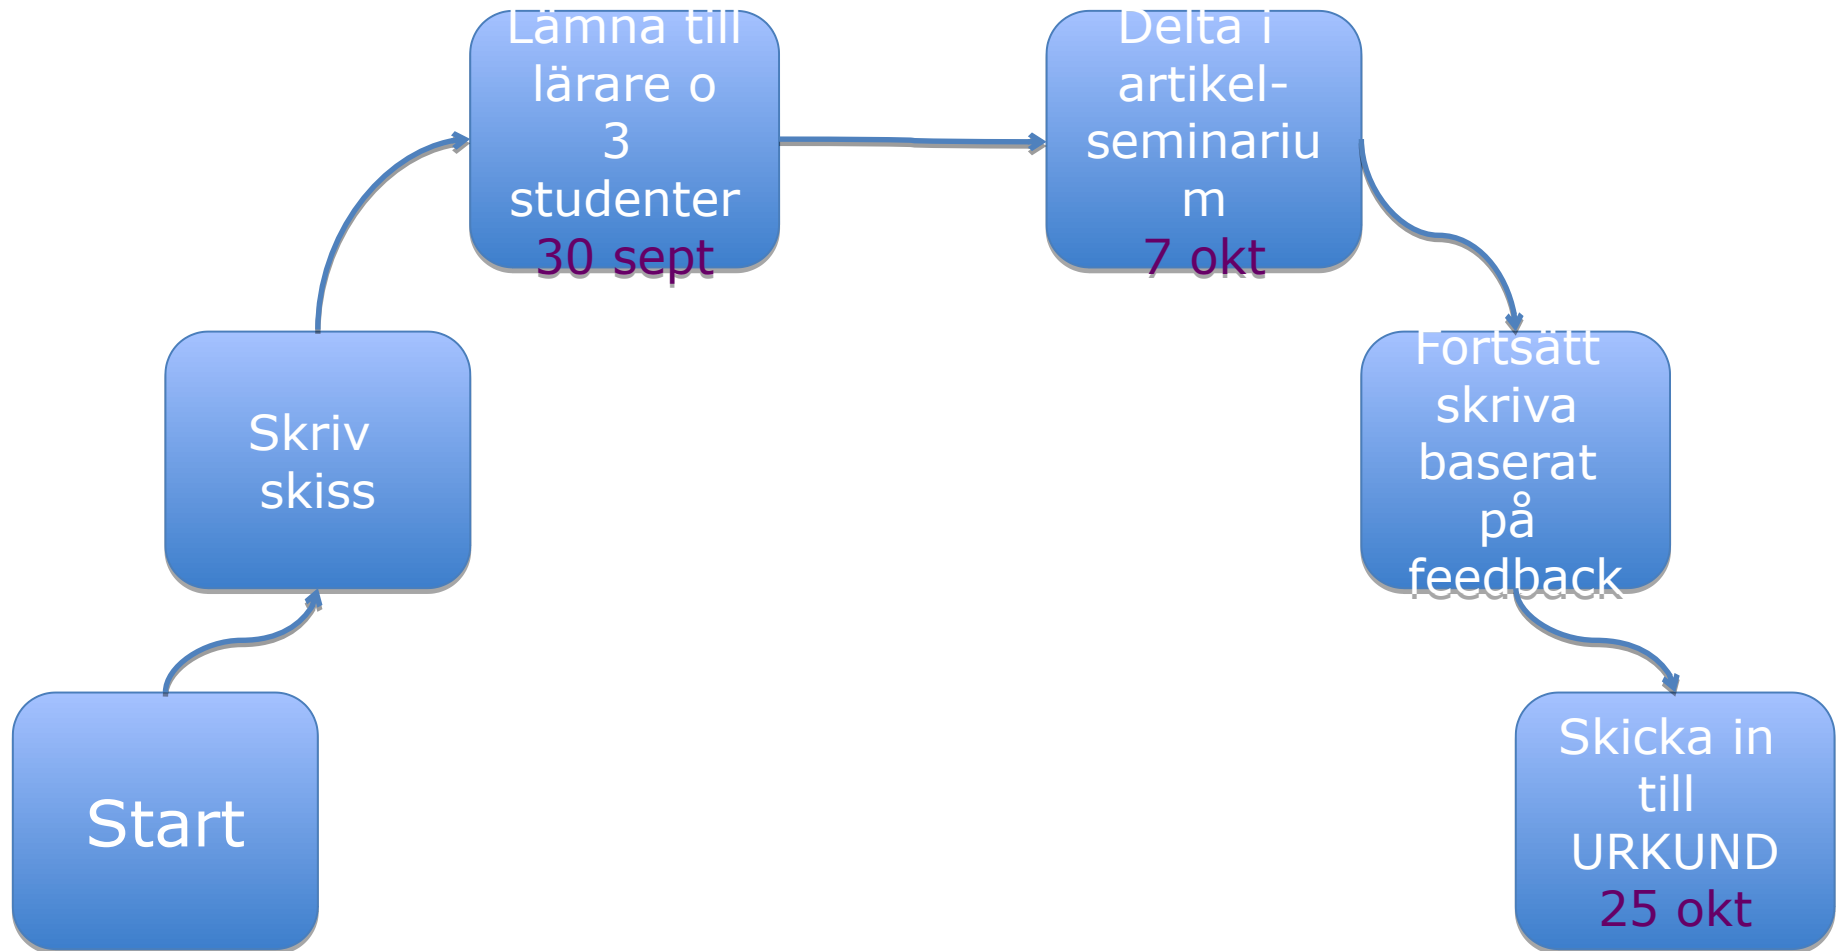 Start
Skriv
skiss
Lämna till
lärare o
3
studenter
30 sept
Delta i
artikel-
seminariu
m
7 okt
Fortsätt
skriva
baserat
på
feedback
Skicka in
till
URKUND
25 okt